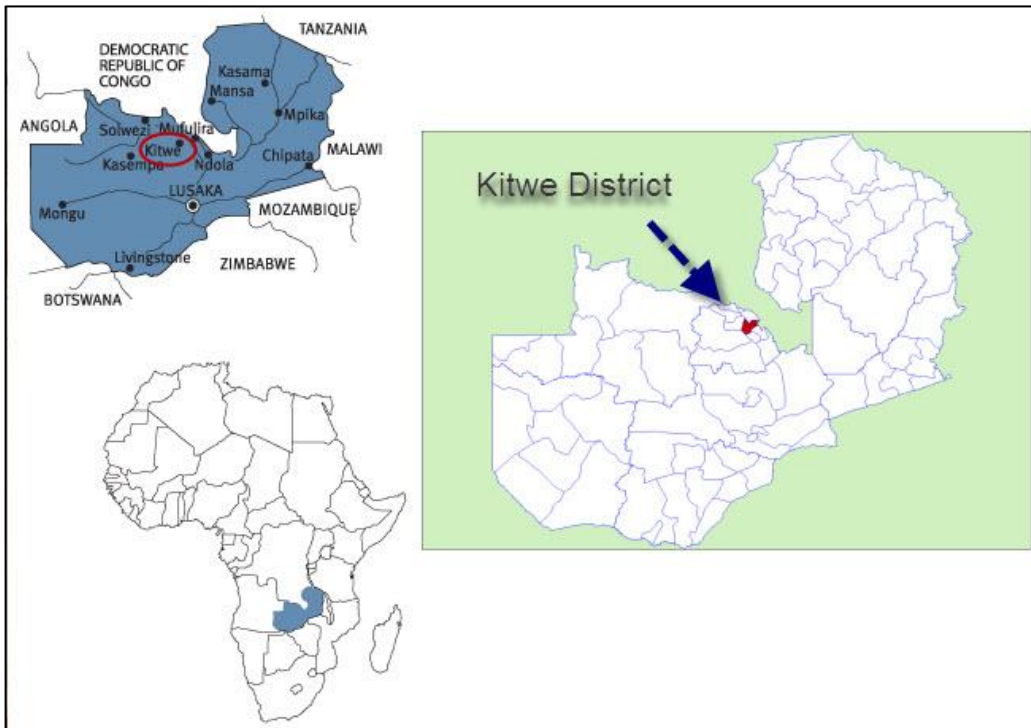 TANZANIA
DEMOCRATIC
REPUBLIC OF
CONGO
Kasama
Mansa
Mpika
ANGOLA
Solwezi
Mufulira
Kitwe
Kasempa
Ndola
Chipata
MALAWI
LUSAKA
Mongu
MOZAMBIQUE
Livingstone
ZIMBABWE
BOTSWANA
Kitwe District